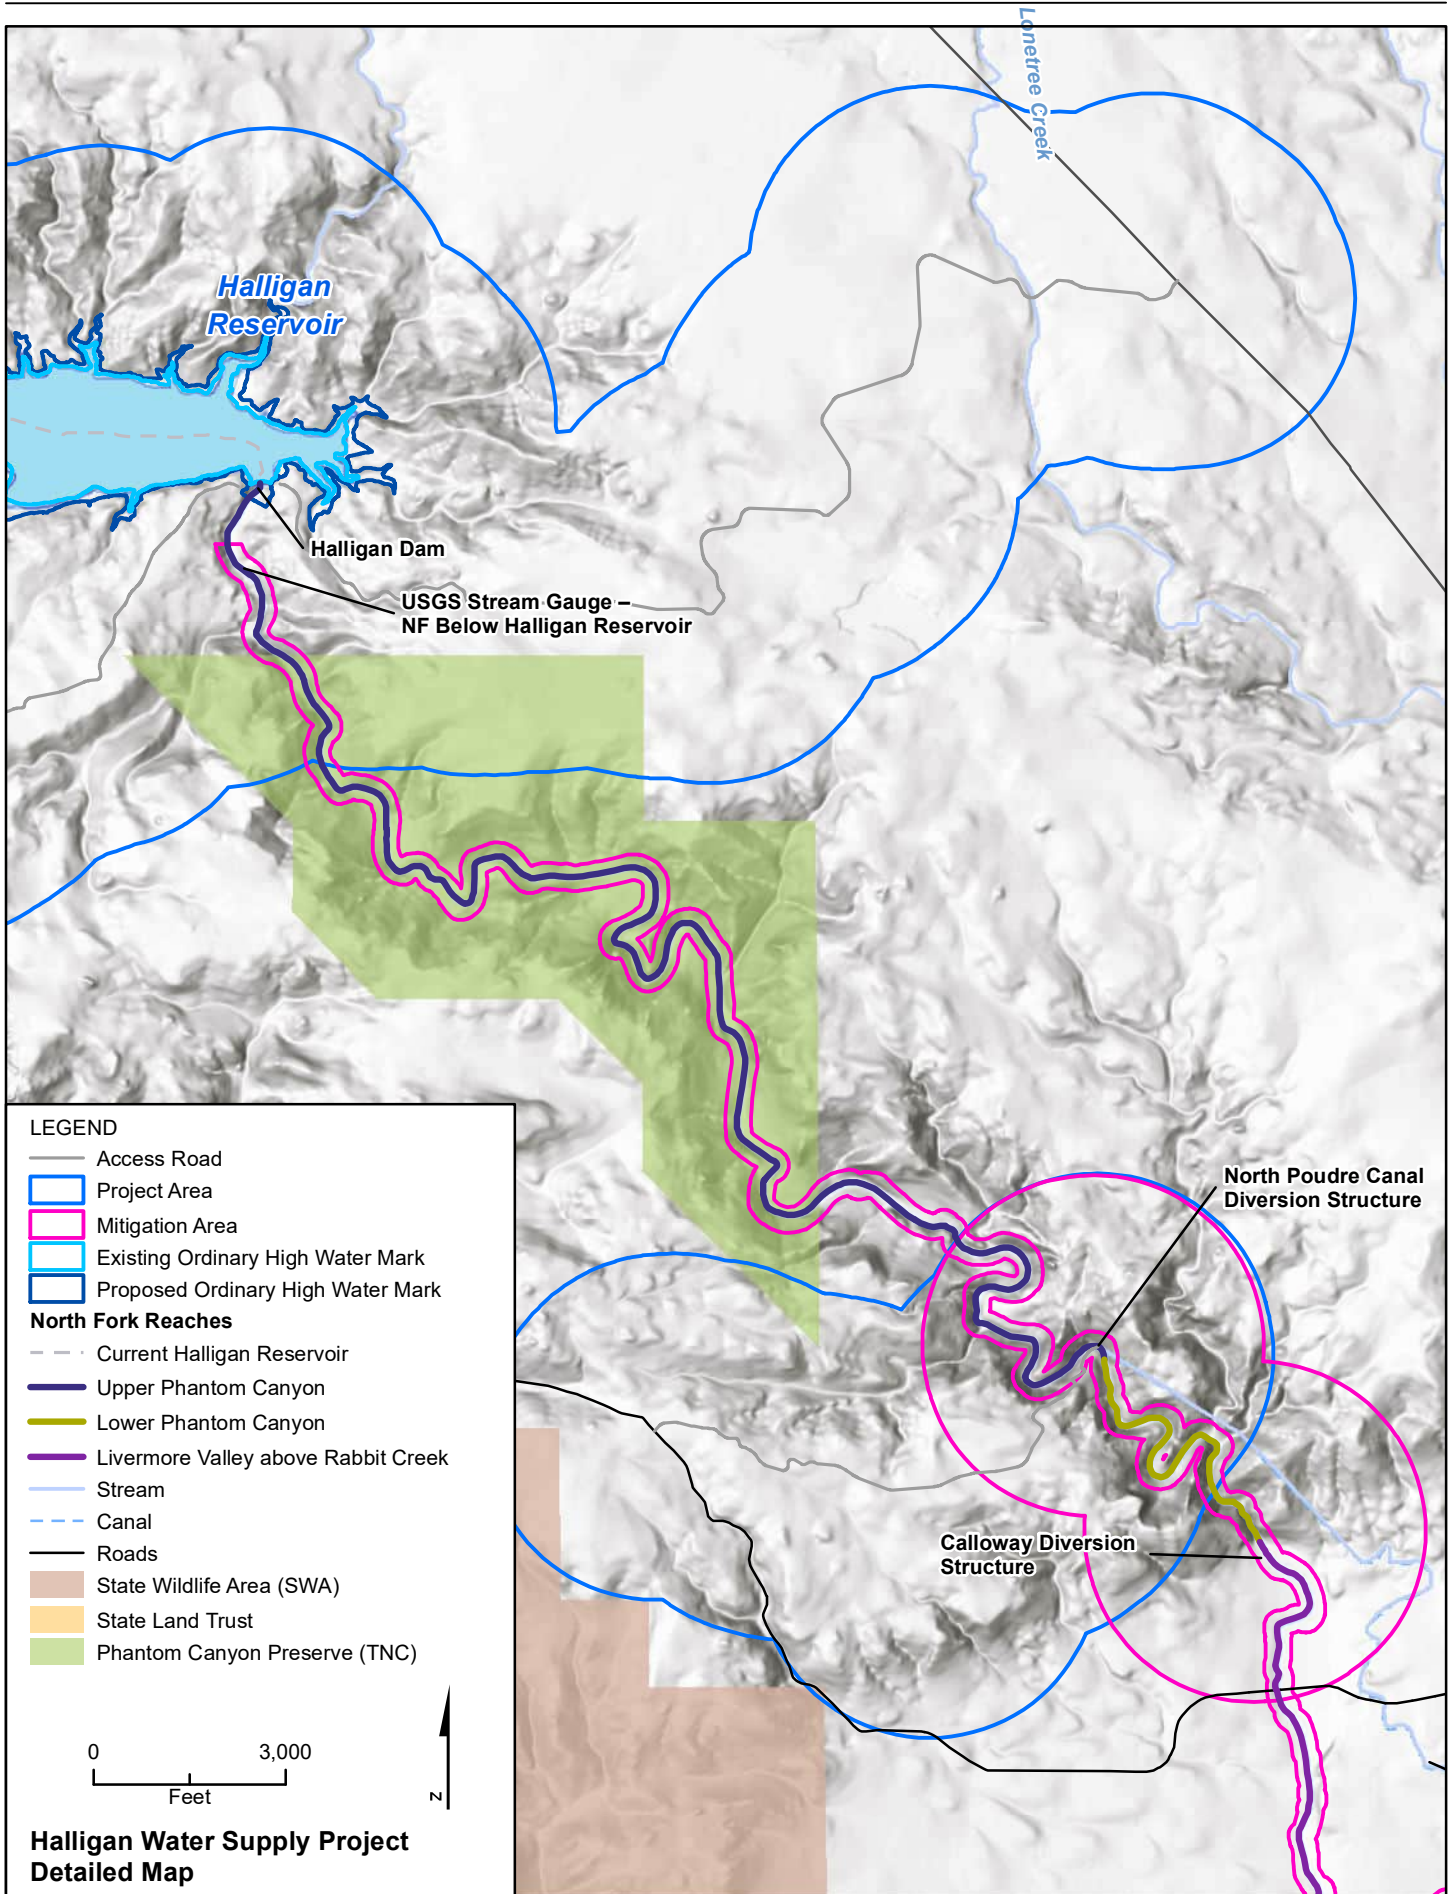 Lonetree Creek
Halligan
Reservoir
Halligan Dam
USGS Stream Gauge –
NF Below Halligan Reservoir
North Poudre Canal
Diversion Structure
Calloway Diversion
Structure
LEGEND
Access Road
Project Area
Mitigation Area
Existing Ordinary High Water Mark
Proposed Ordinary High Water Mark
North Fork Reaches
Current Halligan Reservoir
Upper Phantom Canyon
Lower Phantom Canyon
Livermore Valley above Rabbit Creek
Stream
Canal
Roads
State Wildlife Area (SWA)
State Land Trust
Phantom Canyon Preserve (TNC)
0 3,000
Feet
N
Halligan Water Supply Project
Detailed Map